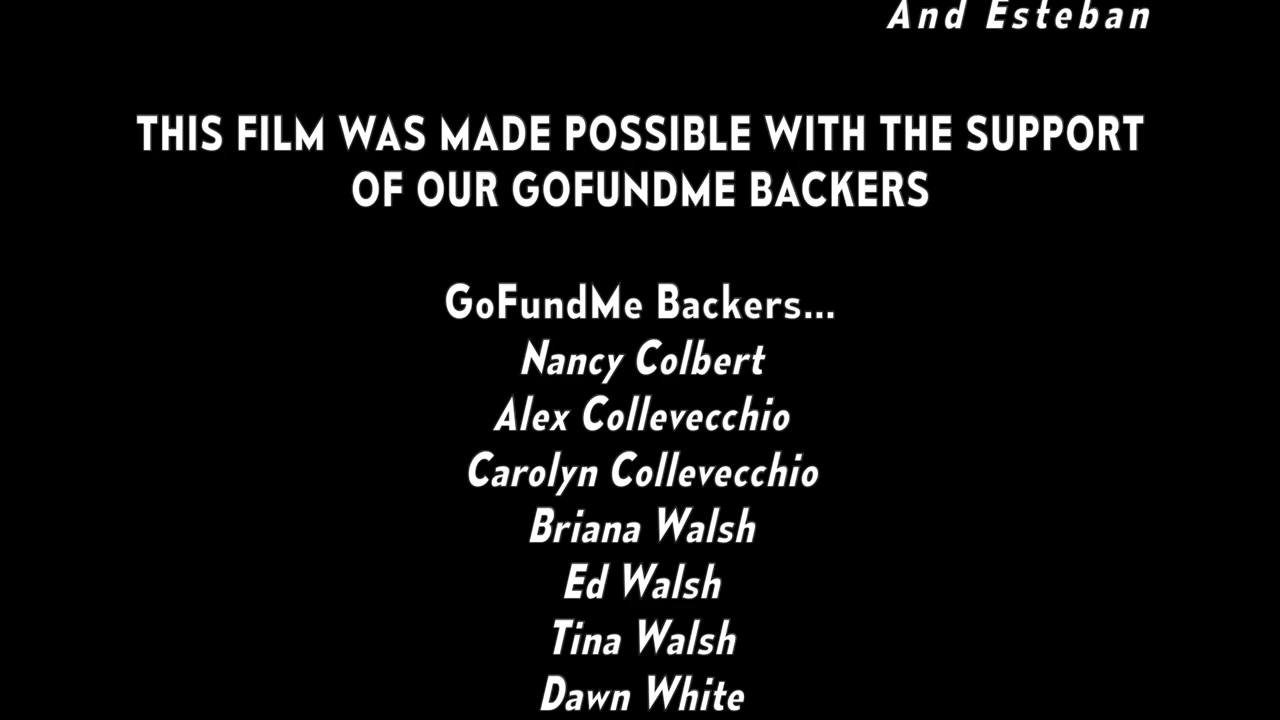 And Esteban
THIS FILM WAS MADE POSSIBLE WITH THE SUPPORT
OF OUR GOFUNDME BACKERS
GoFundMe Backers...
Nancy Colbert
Alex Collevecchio
Carolyn Collevecchio
Briana Walsh
Ed Walsh
Tina Walsh
Dawn White